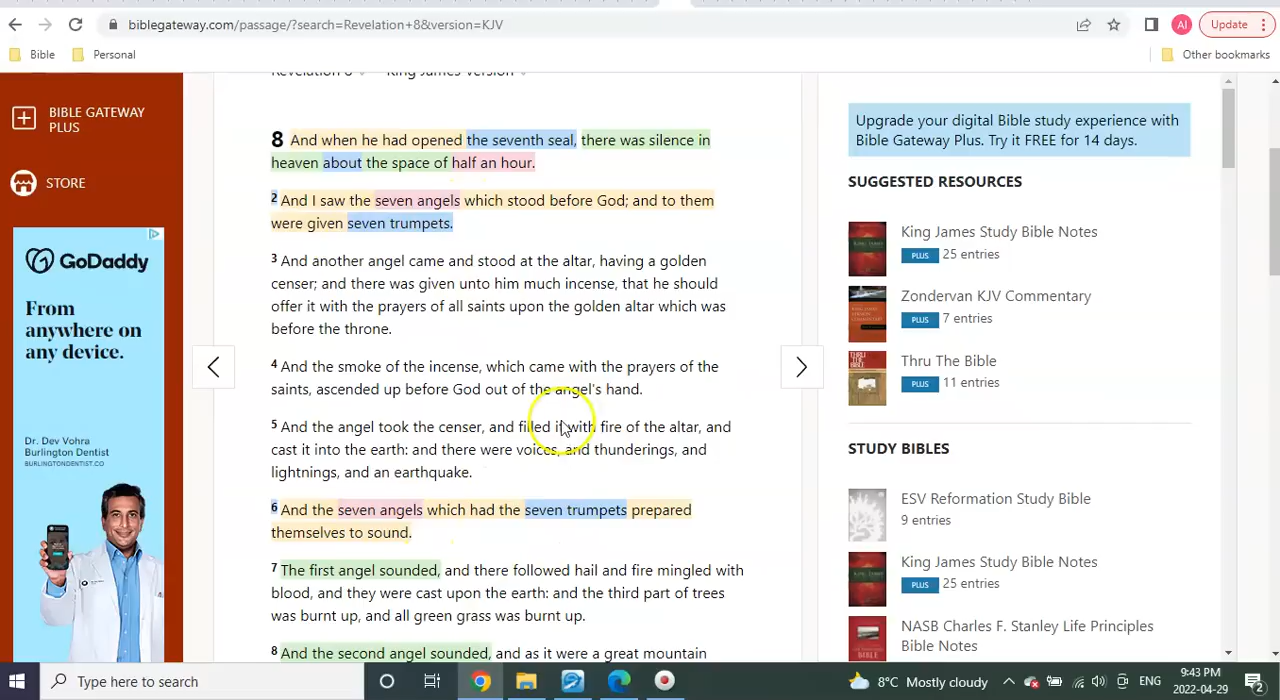 biblegateway.com/passage/?search=Revelation+8&version=KJV
AI
Update
Bible
Personal
Other bookmarks
BIBLE GATEWAY
PLUS
STORE
GoDaddy
From
anywhere on
any device.
Dr. Dev Vohra
Burlington Dentist
BURLINGTONDENTIST.CO
Revelation 8
King James Version
8 And when he had opened the seventh seal, there was silence in
heaven about the space of half an hour.
2 And I saw the seven angels which stood before God; and to them
were given seven trumpets.
3 And another angel came and stood at the altar, having a golden
censer; and there was given unto him much incense, that he should
offer it with the prayers of all saints upon the golden altar which was
before the throne.
4 And the smoke of the incense, which came with the prayers of the
saints, ascended up before God out of the angel's hand.
5 And the angel took the censer, and filled it with fire of the altar, and
cast it into the earth: and there were voices, and thunderings, and
lightnings, and an earthquake.
6 And the seven angels which had the seven trumpets prepared
themselves to sound.
7 The first angel sounded, and there followed hail and fire mingled with
blood, and they were cast upon the earth: and the third part of trees
was burnt up, and all green grass was burnt up.
8 And the second angel sounded, and as it were a great mountain
Upgrade your digital Bible study experience with
Bible Gateway Plus. Try it FREE for 14 days.
SUGGESTED RESOURCES
King James Study Bible Notes
PLUS 25 entries
Zondervan KJV Commentary
PLUS 7 entries
Thru The Bible
PLUS 11 entries
STUDY BIBLES
ESV Reformation Study Bible
9 entries
King James Study Bible Notes
PLUS 25 entries
NASB Charles F. Stanley Life Principles
Bible Notes
Type here to search
8°C Mostly cloudy
ENG
9:43 PM
2022-04-29
2